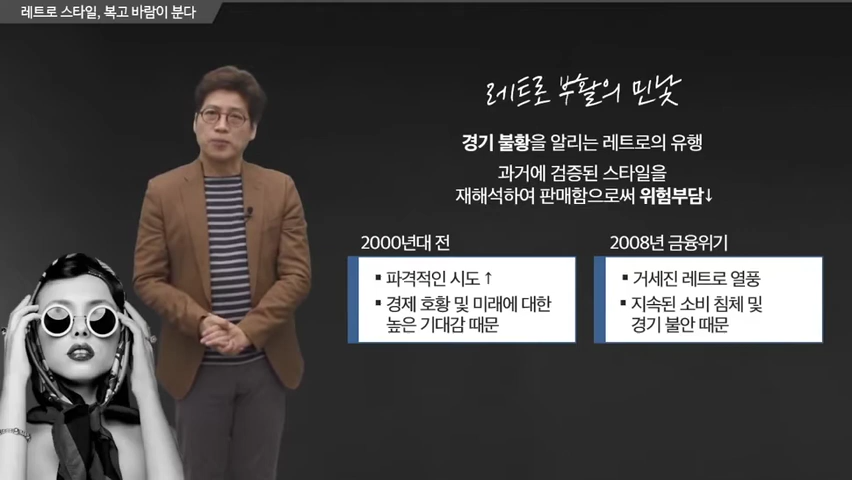 레트로 스타일, 복고 바람이 분다
레트로 부활의 민낯
경기 불황을 알리는 레트로의 유행
과거에 검증된 스타일을
재해석하여 판매함으로써 위험부담↓
2000년대 전
▪ 파격적인 시도↑
▪ 경제 호황 및 미래에 대한
높은 기대감 때문
2008년 금융위기
▪ 거세진 레트로 열풍
▪ 지속된 소비 침체 및
경기 불안 때문